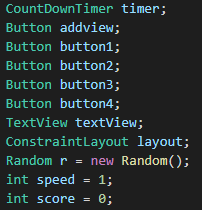 CountDownTimer timer;
Button addview;
Button button1;
Button button2;
Button button3;
Button button4;
TextView textView;
ConstraintLayout layout;
Random r = new Random();
int speed = 1;
int score = 0;